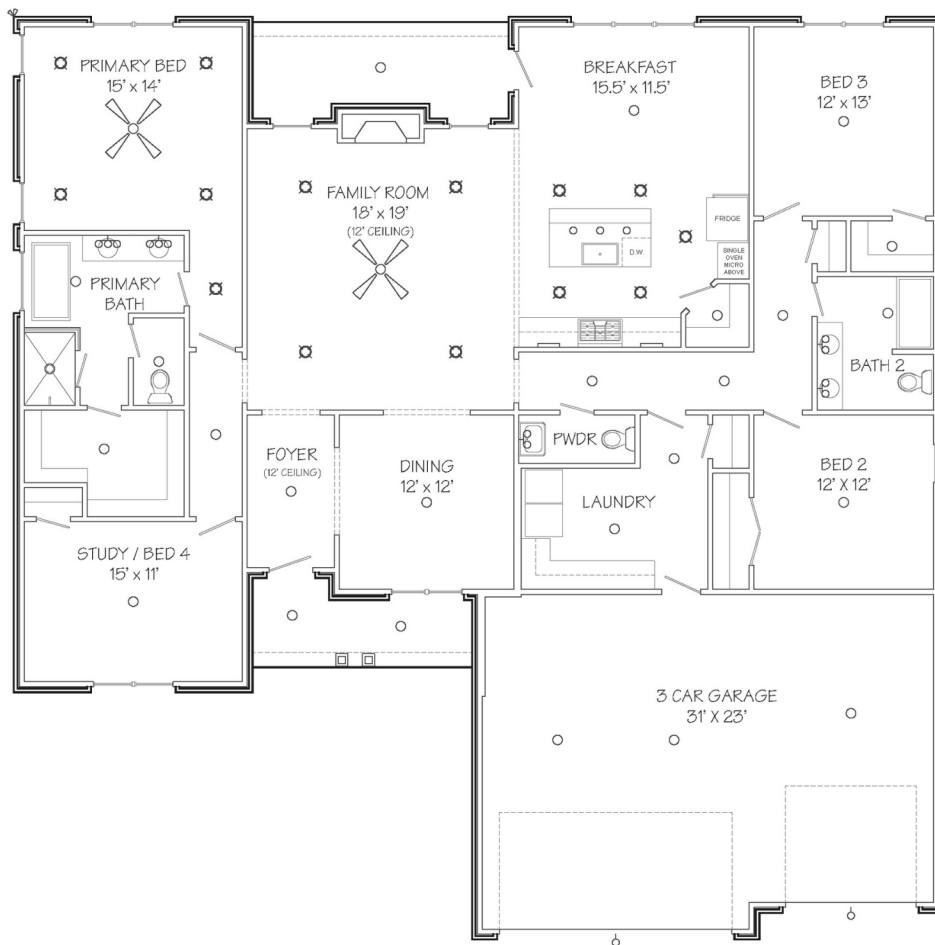 PRIMARY BED
15' x 14'
BREAKFAST
15.5' x 11.5'
BED 3
12' x 13'
FAMILY ROOM
18' x 19'
(12' CEILING)
FRIDGE
D.W.
SINGLE
OVEN
MICRO
ABOVE
PRIMARY
BATH
BATH 2
FOYER
(12' CEILING)
DINING
12' x 12'
PWDR
LAUNDRY
BED 2
12' X 12'
STUDY / BED 4
15' x 11'
3 CAR GARAGE
31' X 23'